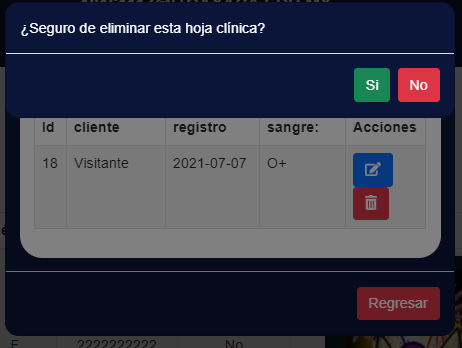 ¿Seguro de eliminar esta hoja clínica?
Si No
Id cliente registro sangre: Acciones
18 Visitante 2021-07-07 O+
Regresar
F 2222222222 No